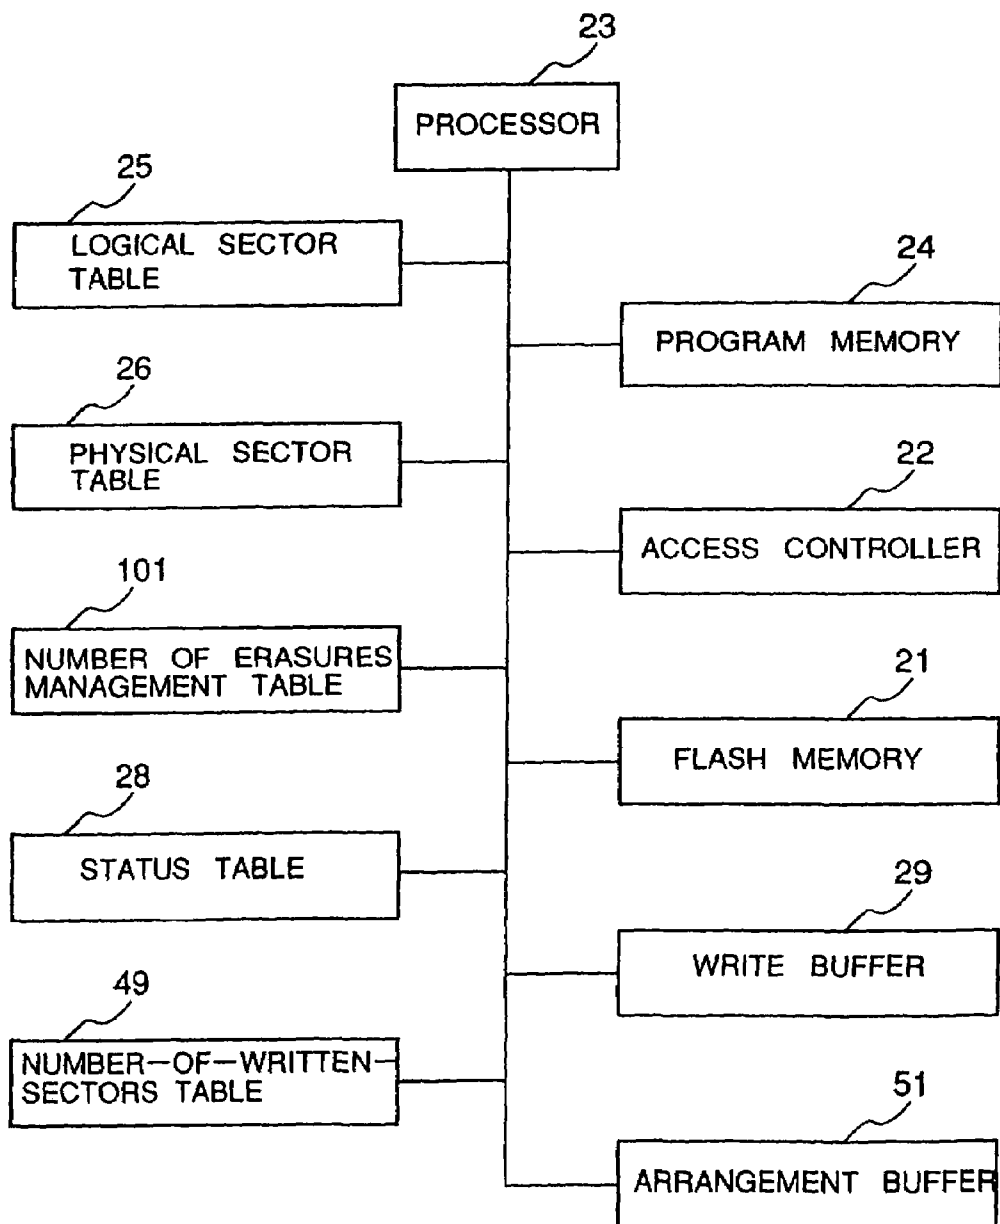 23
PROCESSOR
25
LOGICAL SECTOR
TABLE
24
PROGRAM MEMORY
26
PHYSICAL SECTOR
TABLE
22
ACCESS CONTROLLER
101
NUMBER OF ERASURES
MANAGEMENT TABLE
21
FLASH MEMORY
28
STATUS TABLE
29
WRITE BUFFER
49
NUMBER-OF-WRITTEN-
SECTORS TABLE
51
ARRANGEMENT BUFFER